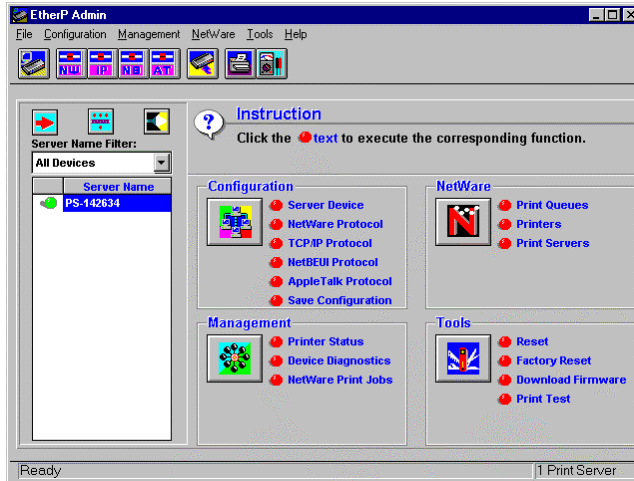 EtherP Admin
File Configuration Management NetWare Tools Help
NW IP NB AT
Instruction
Click the text to execute the corresponding function.
Server Name Filter:
All Devices
Server Name
PS-142634
Configuration
Server Device
NetWare Protocol
TCP/IP Protocol
NetBEUI Protocol
AppleTalk Protocol
Save Configuration
NetWare
Print Queues
Printers
Print Servers
Management
Printer Status
Device Diagnostics
NetWare Print Jobs
Tools
Reset
Factory Reset
Download Firmware
Print Test
Ready
1 Print Server